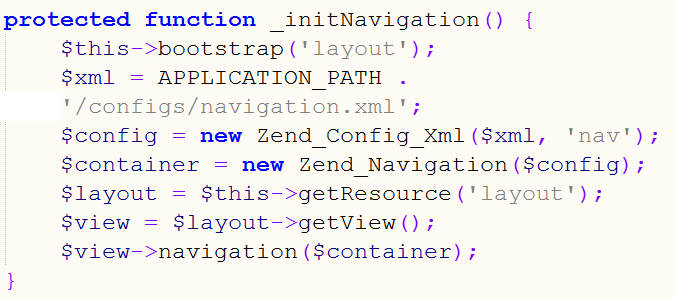 protected function _initNavigation() {
    $this->bootstrap('layout');
    $xml = APPLICATION_PATH .
    '/configs/navigation.xml';
    $config = new Zend_Config_Xml($xml, 'nav');
    $container = new Zend_Navigation($config);
    $layout = $this->getResource('layout');
    $view = $layout->getView();
    $view->navigation($container);
}